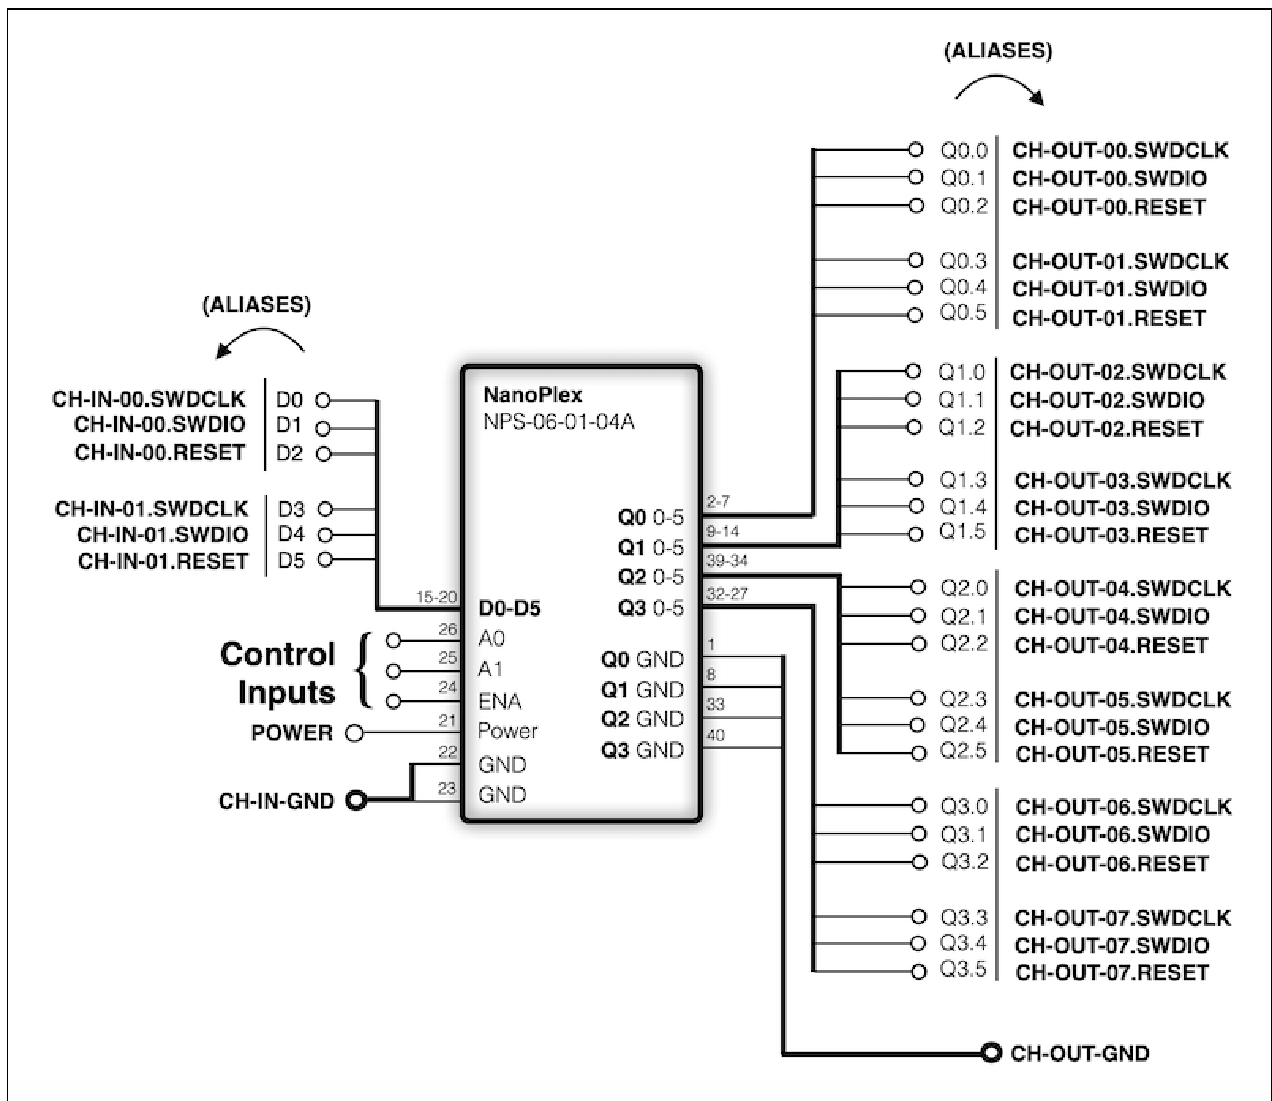 (ALIASES)
Q0.0 CH-OUT-00.SWDCLK
Q0.1 CH-OUT-00.SWDIO
Q0.2 CH-OUT-00.RESET
Q0.3 CH-OUT-01.SWDCLK
Q0.4 CH-OUT-01.SWDIO
Q0.5 CH-OUT-01.RESET
Q1.0 CH-OUT-02.SWDCLK
Q1.1 CH-OUT-02.SWDIO
Q1.2 CH-OUT-02.RESET
Q1.3 CH-OUT-03.SWDCLK
Q1.4 CH-OUT-03.SWDIO
Q1.5 CH-OUT-03.RESET
Q2.0 CH-OUT-04.SWDCLK
Q2.1 CH-OUT-04.SWDIO
Q2.2 CH-OUT-04.RESET
Q2.3 CH-OUT-05.SWDCLK
Q2.4 CH-OUT-05.SWDIO
Q2.5 CH-OUT-05.RESET
Q3.0 CH-OUT-06.SWDCLK
Q3.1 CH-OUT-06.SWDIO
Q3.2 CH-OUT-06.RESET
Q3.3 CH-OUT-07.SWDCLK
Q3.4 CH-OUT-07.SWDIO
Q3.5 CH-OUT-07.RESET
CH-OUT-GND
(ALIASES)
CH-IN-00.SWDCLK D0
CH-IN-00.SWDIO D1
CH-IN-00.RESET D2
CH-IN-01.SWDCLK D3
CH-IN-01.SWDIO D4
CH-IN-01.RESET D5
Control
Inputs
POWER
CH-IN-GND
NanoPlex
NPS-06-01-04A
Q0 0-5 2-7
Q1 0-5 9-14
Q2 0-5 39-34
Q3 0-5 32-27
15-20 D0-D5
26 A0
25 A1
24 ENA
21 Power
22 GND
23 GND
Q0 GND 1
Q1 GND 8
Q2 GND 33
Q3 GND 40